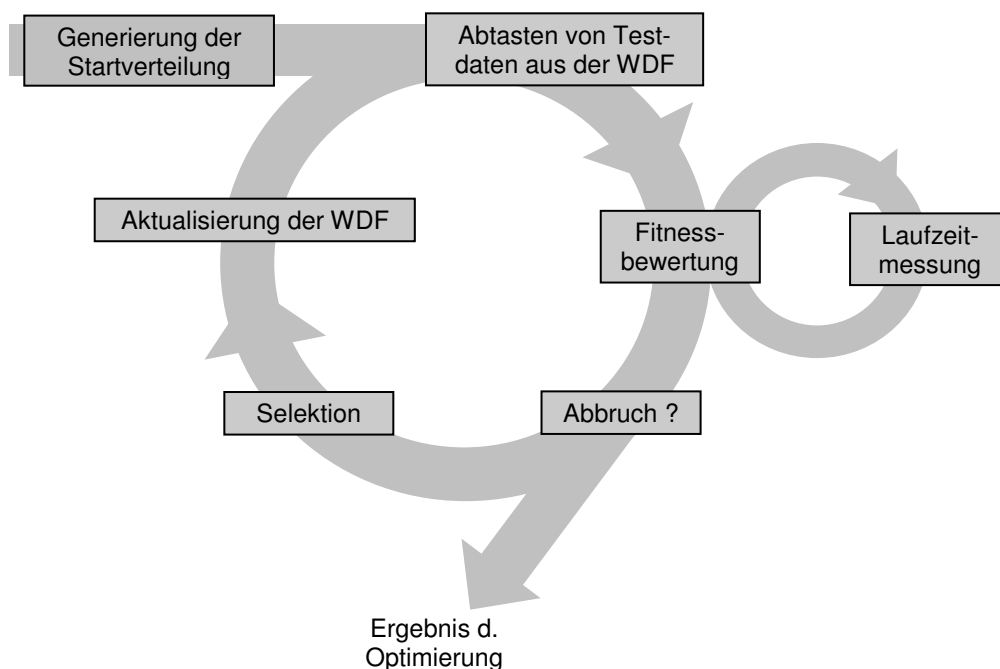 Generierung der
Startverteilung
Abtasten von Test-
daten aus der WDF
Aktualisierung der WDF
Fitness-
bewertung
Laufzeit-
messung
Selektion
Abbruch ?
Ergebnis d.
Optimierung